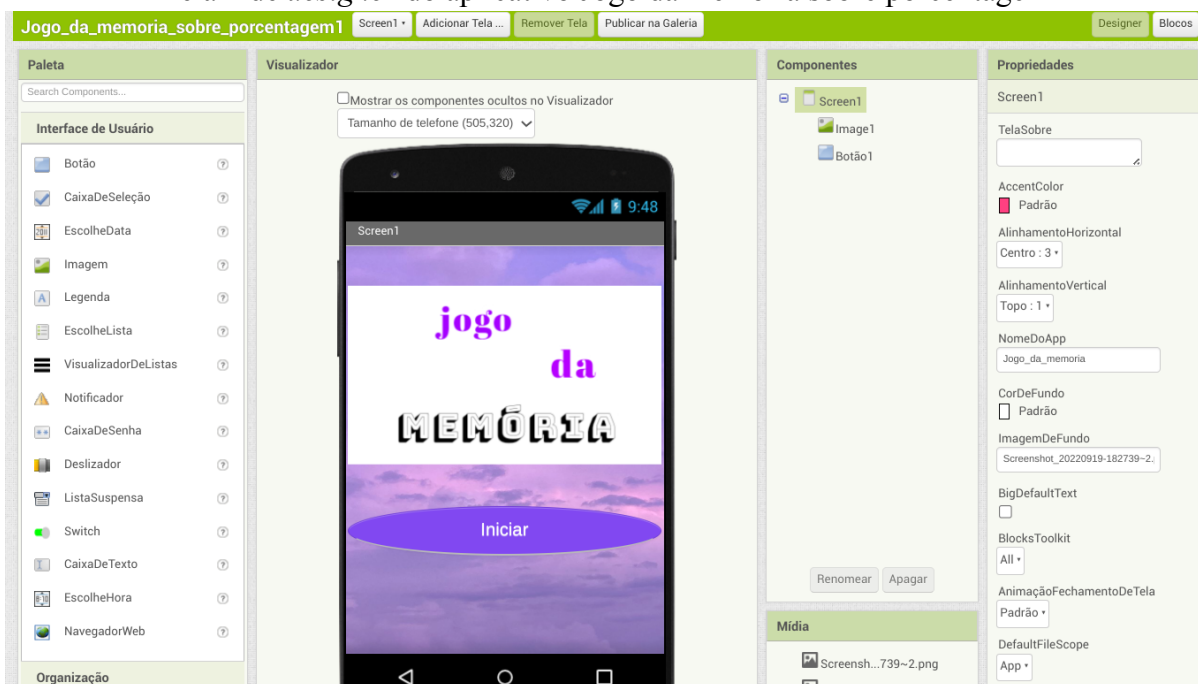 Jogo_da_memoria_sobre_porcentagem1 Screen1 Adicionar Tela ... Remover Tela Publicar na Galeria Designer Blocos
Paleta
Search Components...
Interface de Usuário
Botão
CaixaDeSeleção
EscolheData
Imagem
Legenda
EscolheLista
VisualizadorDeListas
Notificador
CaixaDeSenha
Deslizador
ListaSuspensa
Switch
CaixaDeTexto
EscolheHora
NavegadorWeb
Organização
Visualizador
Mostrar os componentes ocultos no Visualizador
Tamanho de telefone (505,320)
9:48
Screen1
jogo
da
MEMÓRIA
Iniciar
Componentes
Screen1
Image1
Botão1
Renomear Apagar
Mídia
Screensh...739~2.png
Propriedades
Screen1
TelaSobre
AccentColor
Padrão
AlinhamentoHorizontal
Centro : 3
AlinhamentoVertical
Topo : 1
NomeDoApp
Jogo_da_memoria
CorDeFundo
Padrão
ImagemDeFundo
Screenshot_20220919-182739~2.
BigDefaultText
BlocksToolkit
All
AnimaçãoFechamentoDeTela
Padrão
DefaultFileScope
App